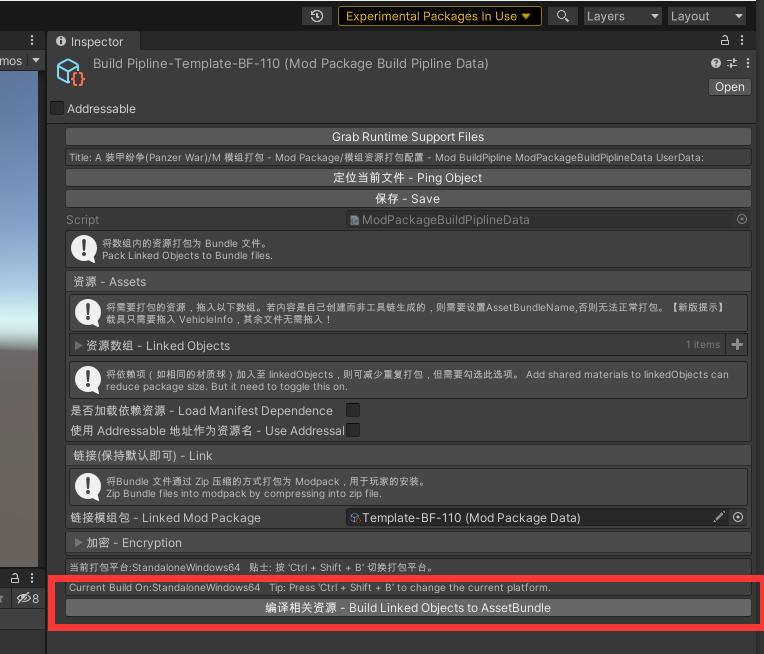 Experimental Packages In Use
Layers
Layout
Inspector
mos
Build Pipline-Template-BF-110 (Mod Package Build Pipline Data)
Open
Addressable
Grab Runtime Support Files
Title: A 装甲纷争(Panzer War)/M 模组打包 - Mod Package/模组资源打包配置 - Mod BuildPipline ModPackageBuildPiplineData UserData:
定位当前文件 - Ping Object
保存 - Save
Script
ModPackageBuildPiplineData
将数组内的资源打包为 Bundle 文件。
Pack Linked Objects to Bundle files.
资源 - Assets
将需要打包的资源，拖入以下数组。若内容是自己创建而非工具链生成的，则需要设置AssetBundleName,否则无法正常打包。【新版提示】
载具只需要拖入 VehicleInfo，其余文件无需拖入！
资源数组 - Linked Objects
1 items
将依赖项（如相同的材质球）加入至 linkedObjects，则可减少重复打包，但需要勾选此选项。 Add shared materials to linkedObjects can
reduce package size. But it need to toggle this on.
是否加载依赖资源 - Load Manifest Dependence
使用 Addressable 地址作为资源名 - Use Addressal
链接(保持默认即可) - Link
将Bundle 文件通过 Zip 压缩的方式打包为 Modpack，用于玩家的安装。
Zip Bundle files into modpack by compressing into zip file.
链接模组包 - Linked Mod Package
Template-BF-110 (Mod Package Data)
加密 - Encryption
当前打包平台:StandaloneWindows64 贴士: 按 'Ctrl + Shift + B' 切换打包平台。
Current Build On:StandaloneWindows64 Tip: Press 'Ctrl + Shift + B' to change the current platform.
8
编译相关资源 - Build Linked Objects to AssetBundle